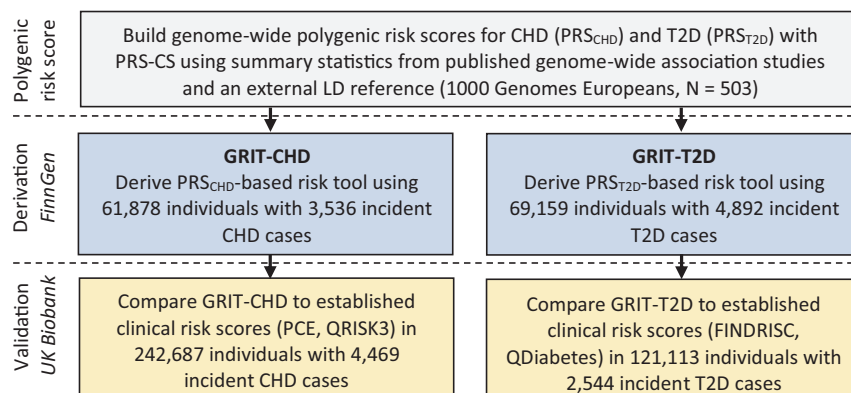 Polygenic
risk score
Build genome-wide polygenic risk scores for CHD (PRSCHD) and T2D (PRST2D) with
PRS-CS using summary statistics from published genome-wide association studies
and an external LD reference (1000 Genomes Europeans, N = 503)
Derivation
FinnGen
GRIT-CHD
Derive PRSCHD-based risk tool using
61,878 individuals with 3,536 incident
CHD cases
GRIT-T2D
Derive PRST2D-based risk tool using
69,159 individuals with 4,892 incident
T2D cases
Validation
UK Biobank
Compare GRIT-CHD to established
clinical risk scores (PCE, QRISK3) in
242,687 individuals with 4,469
incident CHD cases
Compare GRIT-T2D to established
clinical risk scores (FINDRISC,
QDiabetes) in 121,113 individuals with
2,544 incident T2D cases